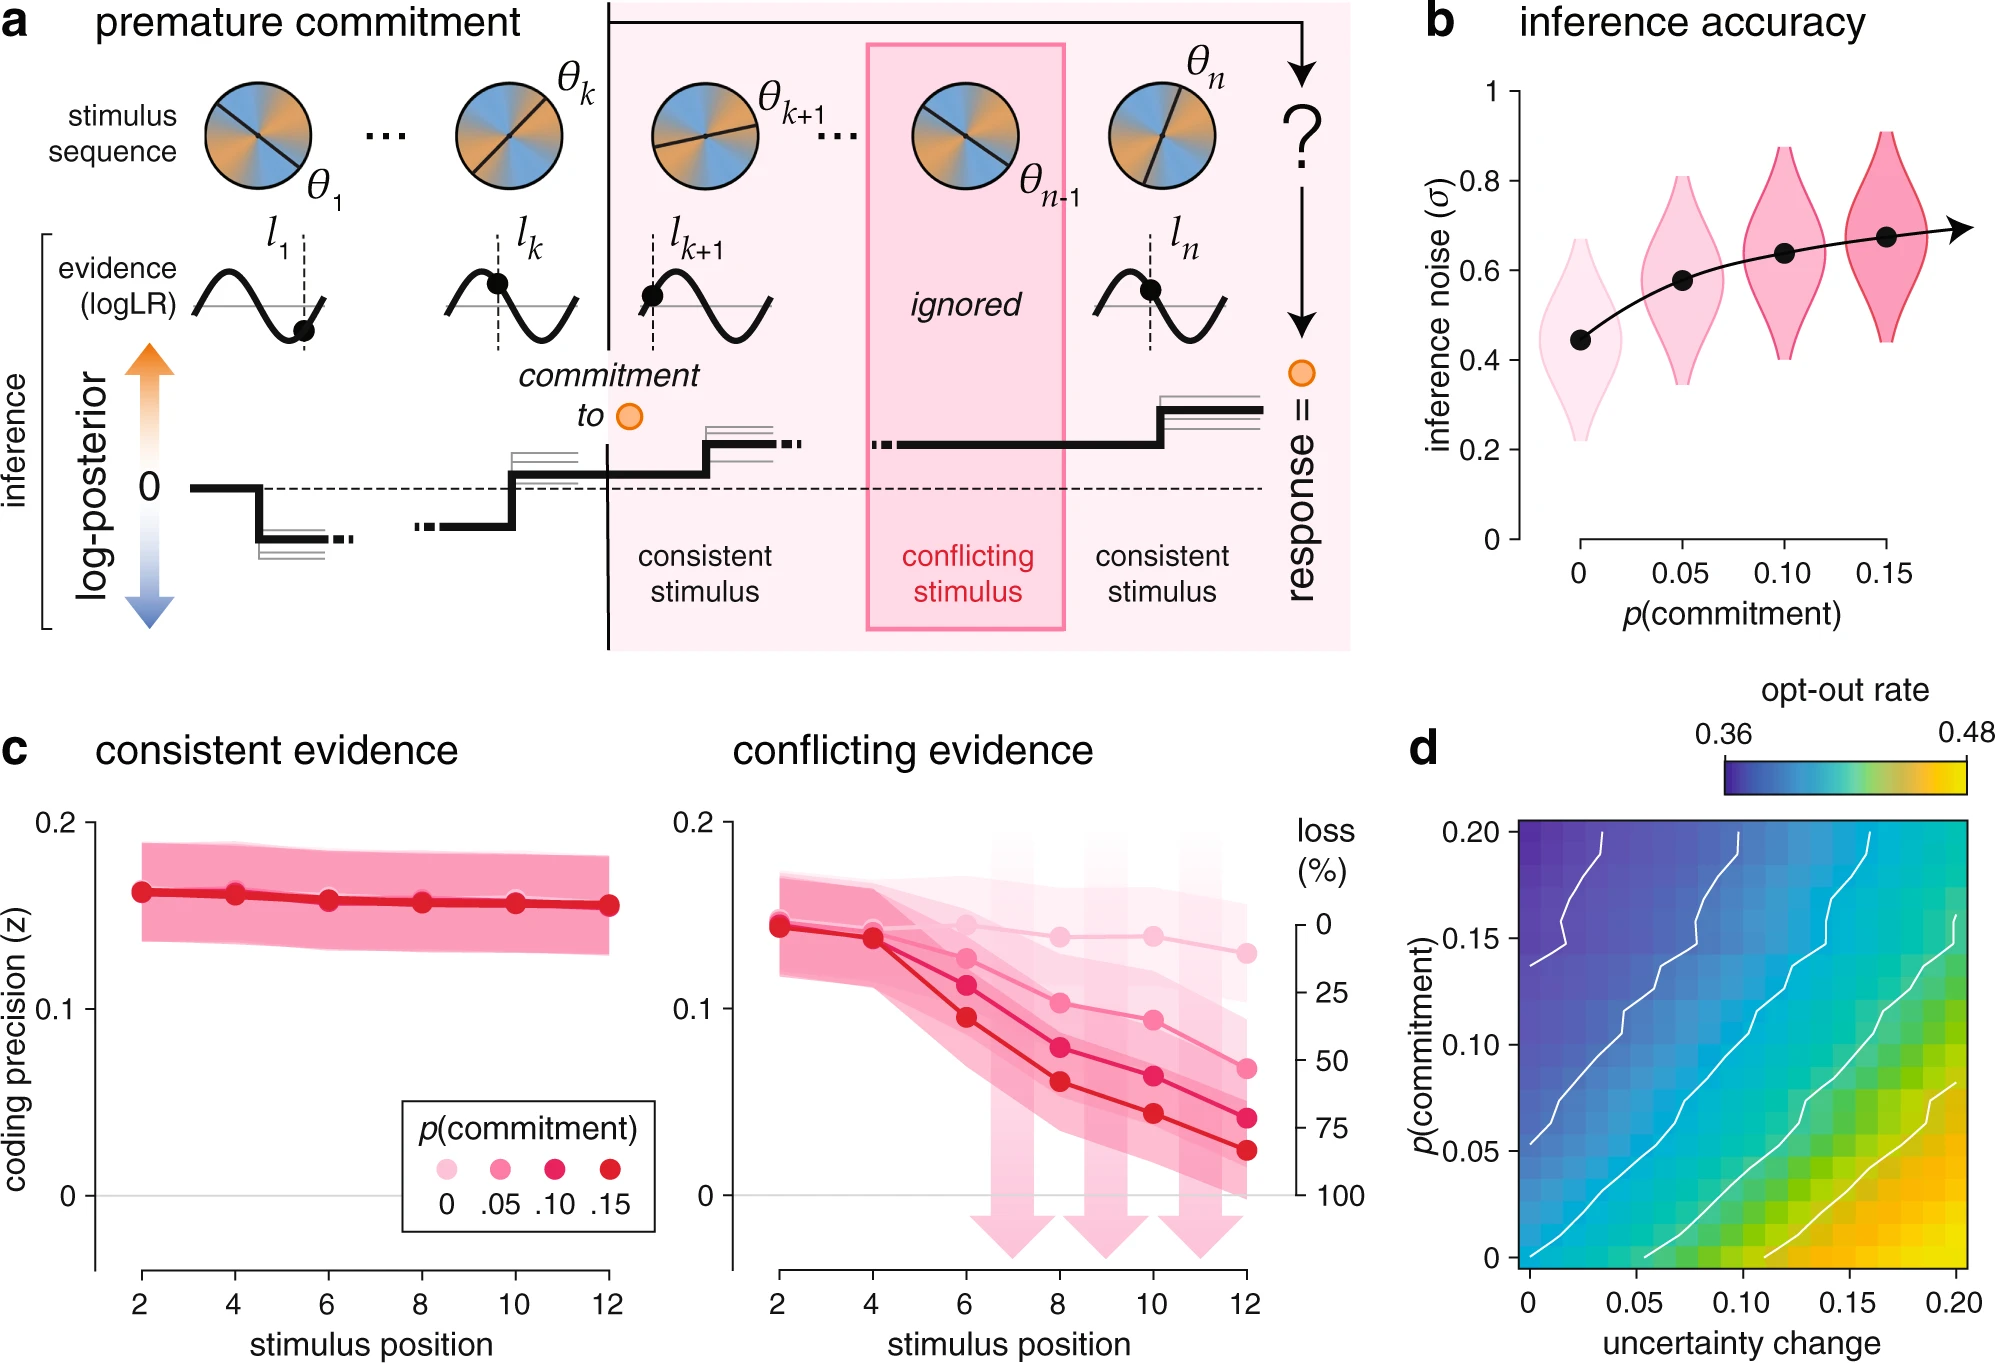 a premature commitment
stimulus
sequence
θ1
...
θk
θk+1
...
θn-1
θn
?
inference
evidence
(logLR)
l1
lk
lk+1
ignored
ln
log-posterior
0
commitment
to
consistent
stimulus
conflicting
stimulus
consistent
stimulus
response =
b inference accuracy
inference noise (σ)
1
0.8
0.6
0.4
0.2
0
0 0.05 0.10 0.15
p(commitment)
c consistent evidence
coding precision (z)
0.2
0.1
0
p(commitment)
0 .05 .10 .15
2 4 6 8 10 12
stimulus position
conflicting evidence
0.2
0.1
0
loss
(%)
0
25
50
75
100
2 4 6 8 10 12
stimulus position
d
opt-out rate
0.36 0.48
p(commitment)
0.20
0.15
0.10
0.05
0
0 0.05 0.10 0.15 0.20
uncertainty change